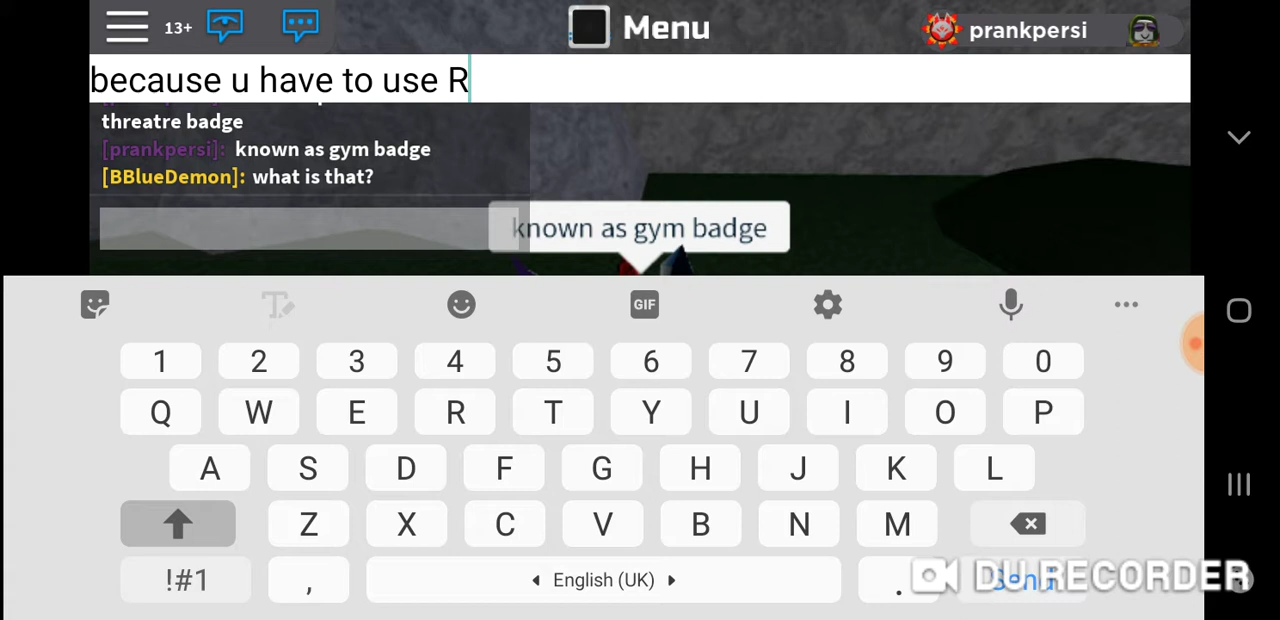 13+
Menu
prankpersi
because u have to use R
threatre badge
[prankpersi]: known as gym badge
[BBlueDemon]: what is that?
known as gym badge
GIF
1 2 3 4 5 6 7 8 9 0
Q W E R T Y U I O P
A S D F G H J K L
Z X C V B N M
!#1 , English (UK) . Send
DU RECORDER